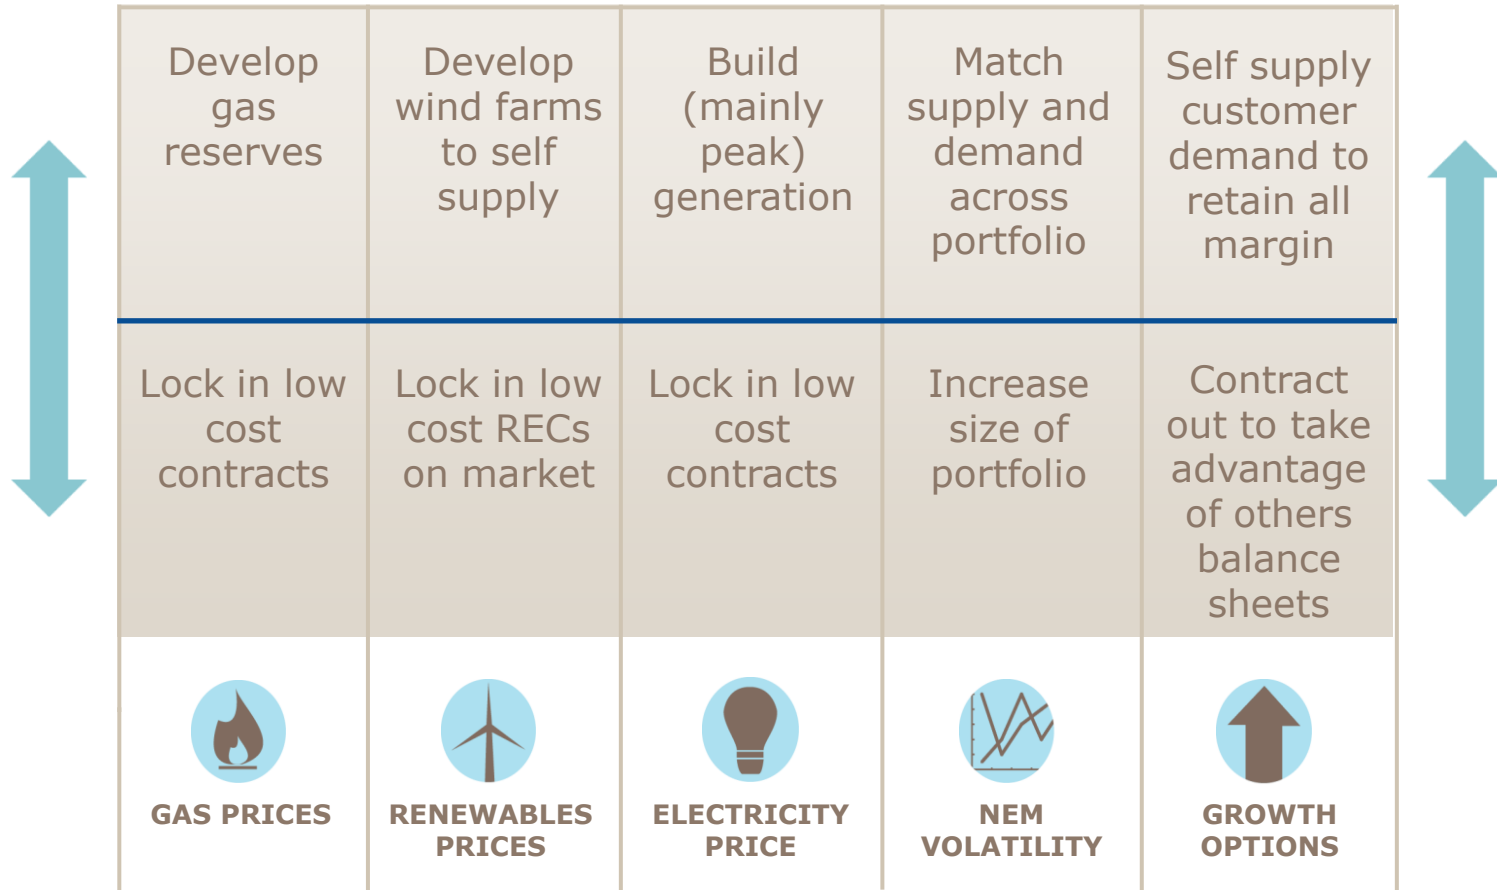 Develop
gas
reserves
Develop
wind farms
to self
supply
Build
(mainly
peak)
generation
Match
supply and
demand
across
portfolio
Self supply
customer
demand to
retain all
margin
Lock in low
cost
contracts
Lock in low
cost RECs
on market
Lock in low
cost
contracts
Increase
size of
portfolio
Contract
out to take
advantage
of others
balance
sheets
GAS PRICES
RENEWABLES
PRICES
ELECTRICITY
PRICE
NEM
VOLATILITY
GROWTH
OPTIONS